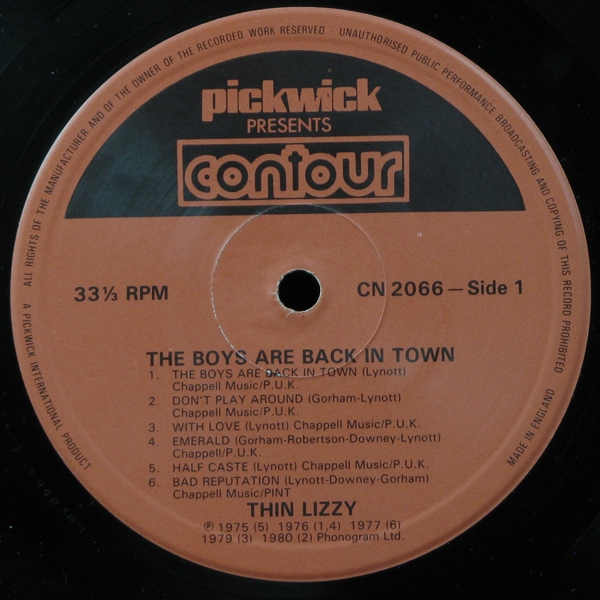 ALL RIGHTS OF THE MANUFACTURER AND OF THE OWNER OF THE RECORDED WORK RESERVED · UNAUTHORISED PUBLIC PERFORMANCE BROADCASTING AND COPYING OF THIS RECORD PROHIBITED
pickwick
PRESENTS
contour
33⅓ RPM
CN 2066 — Side 1
THE BOYS ARE BACK IN TOWN
1. THE BOYS ARE BACK IN TOWN (Lynott)
Chappell Music/P.U.K.
2. DON'T PLAY AROUND (Gorham-Lynott)
Chappell Music/P.U.K.
3. WITH LOVE (Lynott) Chappell Music/P.U.K.
4. EMERALD (Gorham-Robertson-Downey-Lynott)
Chappell/P.U.K.
5. HALF CASTE (Lynott) Chappell Music/P.U.K.
6. BAD REPUTATION (Lynott-Downey-Gorham)
Chappell Music/PINT
THIN LIZZY
℗ 1975 (5) 1976 (1,4) 1977 (6)
1979 (3) 1980 (2) Phonogram Ltd.
A PICKWICK INTERNATIONAL PRODUCT
MADE IN ENGLAND